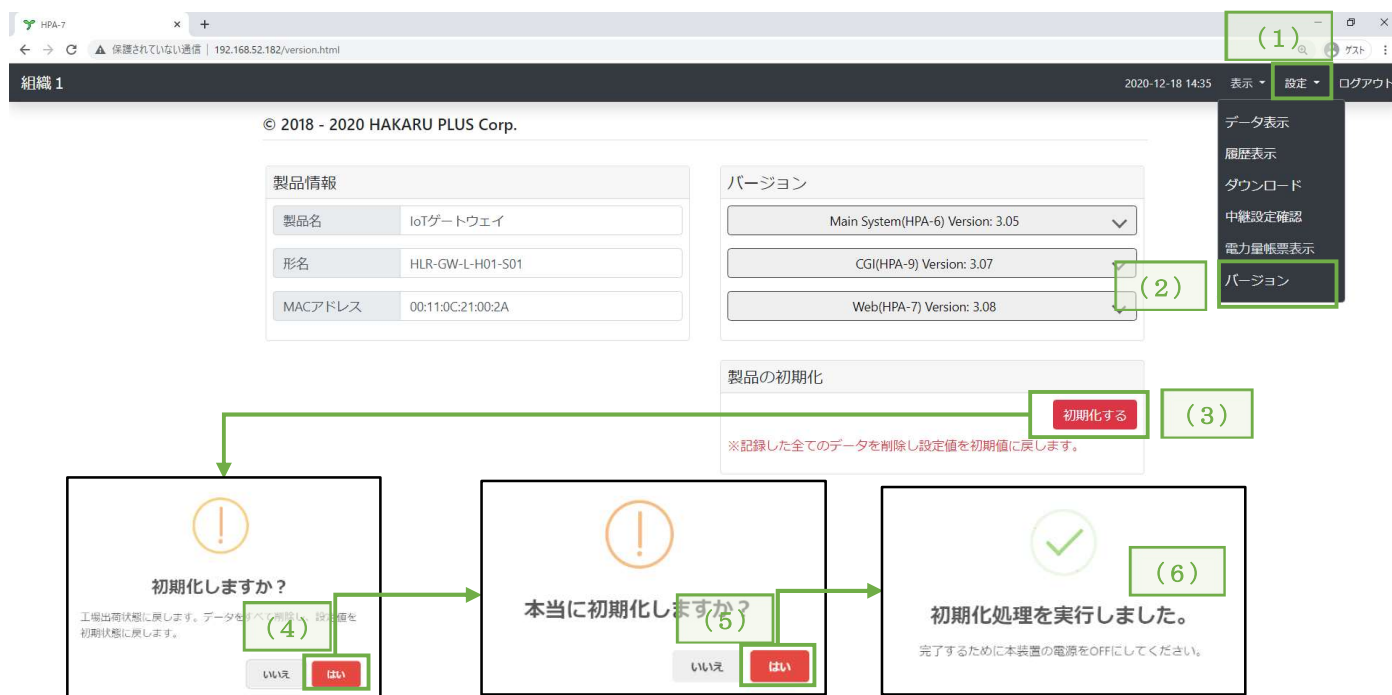 HPA-7
(1)
保護されていない通信 | 192.168.52.182/version.html
ゲスト
組織 1
2020-12-18 14:35 表示 設定 ログアウト
© 2018 - 2020 HAKARU PLUS Corp.
データ表示
履歴表示
ダウンロード
中継設定確認
電力量帳票表示
バージョン
(2)
製品情報
製品名 IoTゲートウェイ
形名 HLR-GW-L-H01-S01
MACアドレス 00:11:0C:21:00:2A
バージョン
Main System(HPA-6) Version: 3.05
CGI(HPA-9) Version: 3.07
Web(HPA-7) Version: 3.08
製品の初期化
初期化する
(3)
※記録した全てのデータを削除し設定値を初期値に戻します。
初期化しますか？
工場出荷状態に戻します。データをすべて削除し、設定値を
初期状態に戻します。
(4)
いいえ はい
本当に初期化しますか？
(5)
いいえ はい
(6)
初期化処理を実行しました。
完了するために本装置の電源をOFFにしてください。